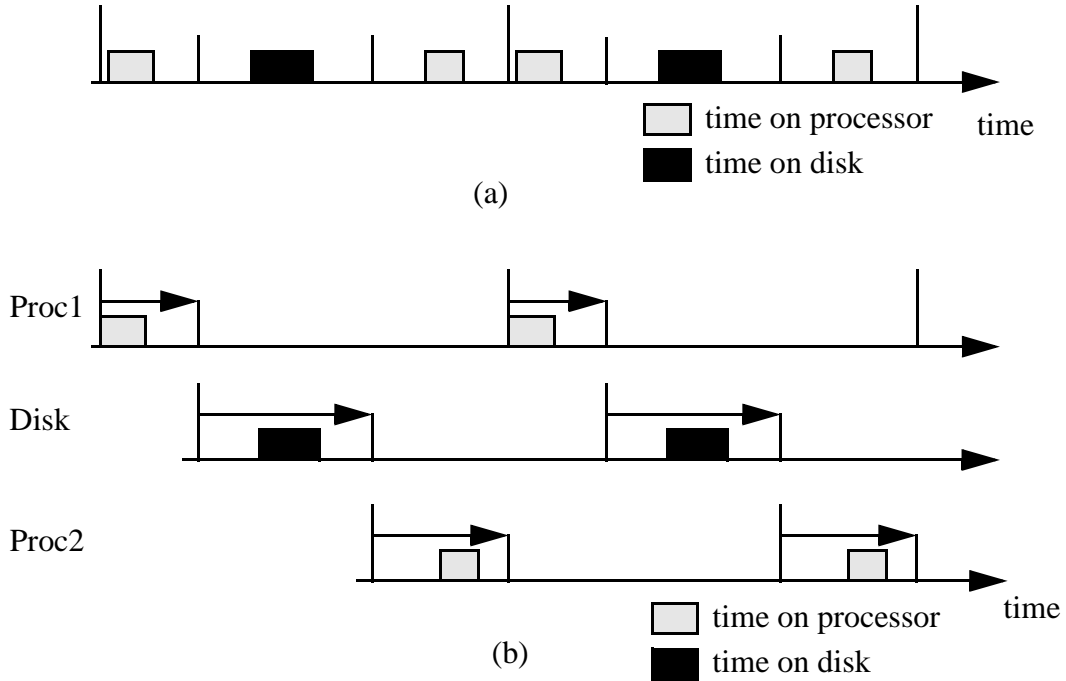 time on processor
time
time on disk
(a)
Proc1
Disk
Proc2
time
time on processor
(b)
time on disk